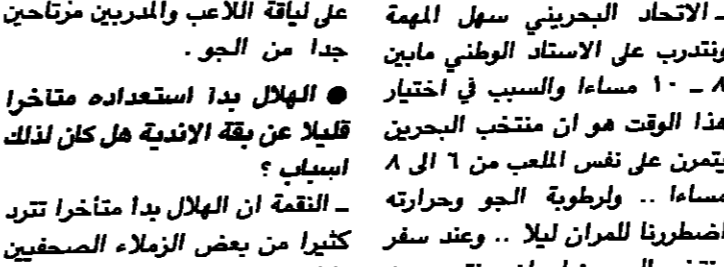 ـ الاتحاد البحريني سهل المهمة
ونتدرب على الاستاد الوطني مابين
٨ ـ ١٠ مساءا والسبب في اختيار
هذا الوقت هو ان منتخب البحرين
يتمرن على نفس الملعب من ٦ الى ٨
مساءا .. ولرطوبة الجو وحرارته
اضطررنا للمران ليلا .. وعند سفر
على لياقة اللاعب والمدربين مرتاحين
جدا من الجو .
● الهلال بدا استعداده متاخرا
قليلا عن بقة الاندية هل كان لذلك
اسباب ؟
ـ النقمة ان الهلال بدا متأخرا تترد
كثيرا من بعض الزملاء الصحفيين